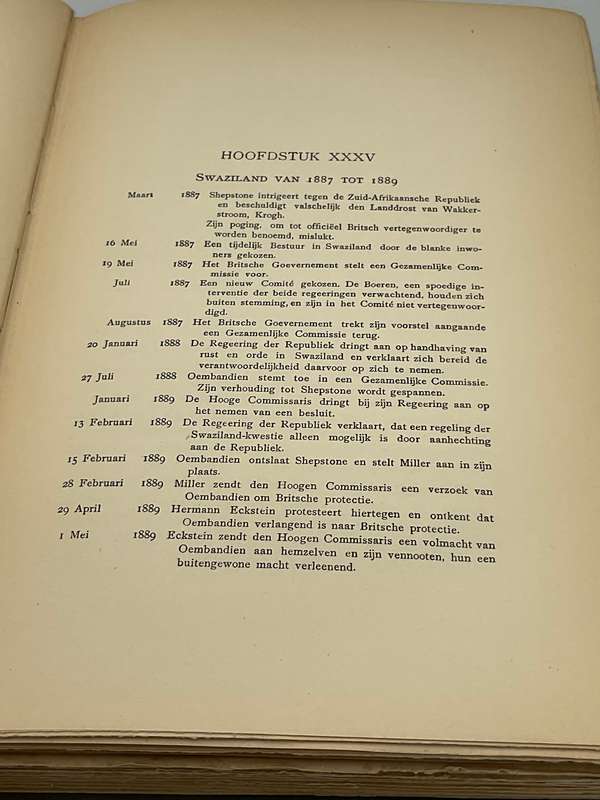 HOOFDSTUK XXXV
SWAZILAND VAN 1887 TOT 1889
Maart 1887 Shepstone intrigeert tegen de Zuid-Afrikaansche Republiek
en beschuldigt valschelijk den Landdrost van Wakker-
stroom, Krogh.
Zijn poging, om tot officiëel Britsch vertegenwoordiger te
worden benoemd, mislukt.
16 Mei 1887 Een tijdelijk Bestuur in Swaziland door de blanke inwo-
ners gekozen.
19 Mei 1887 Het Britsche Goevernement stelt een Gezamenlijke Com-
missie voor.
Juli 1887 Een nieuw Comité gekozen. De Boeren, een spoedige in-
terventie der beide regeeringen verwachtend, houden zich
buiten stemming, en zijn in het Comité niet vertegenwoor-
digd.
Augustus 1887 Het Britsche Goevernement trekt zijn voorstel aangaande
een Gezamenlijke Commissie terug.
20 Januari 1888 De Regeering der Republiek dringt aan op handhaving van
rust en orde in Swaziland en verklaart zich bereid de
verantwoordelijkheid daarvoor op zich te nemen.
27 Juli 1888 Oembandien stemt toe in een Gezamenlijke Commissie.
Zijn verhouding tot Shepstone wordt gespannen.
Januari 1889 De Hooge Commissaris dringt bij zijn Regeering aan op
het nemen van een besluit.
13 Februari 1889 De Regeering der Republiek verklaart, dat een regeling der
Swaziland-kwestie alleen mogelijk is door aanhechting
aan de Republiek.
15 Februari 1889 Oembandien ontslaat Shepstone en stelt Miller aan in zijn
plaats.
28 Februari 1889 Miller zendt den Hoogen Commissaris een verzoek van
Oembandien om Britsche protectie.
29 April 1889 Hermann Eckstein protesteert hiertegen en ontkent dat
Oembandien verlangend is naar Britsche protectie.
1 Mei 1889 Eckstein zendt den Hoogen Commissaris een volmacht van
Oembandien aan hemzelven en zijn vennooten, hun een
buitengewone macht verleenend.